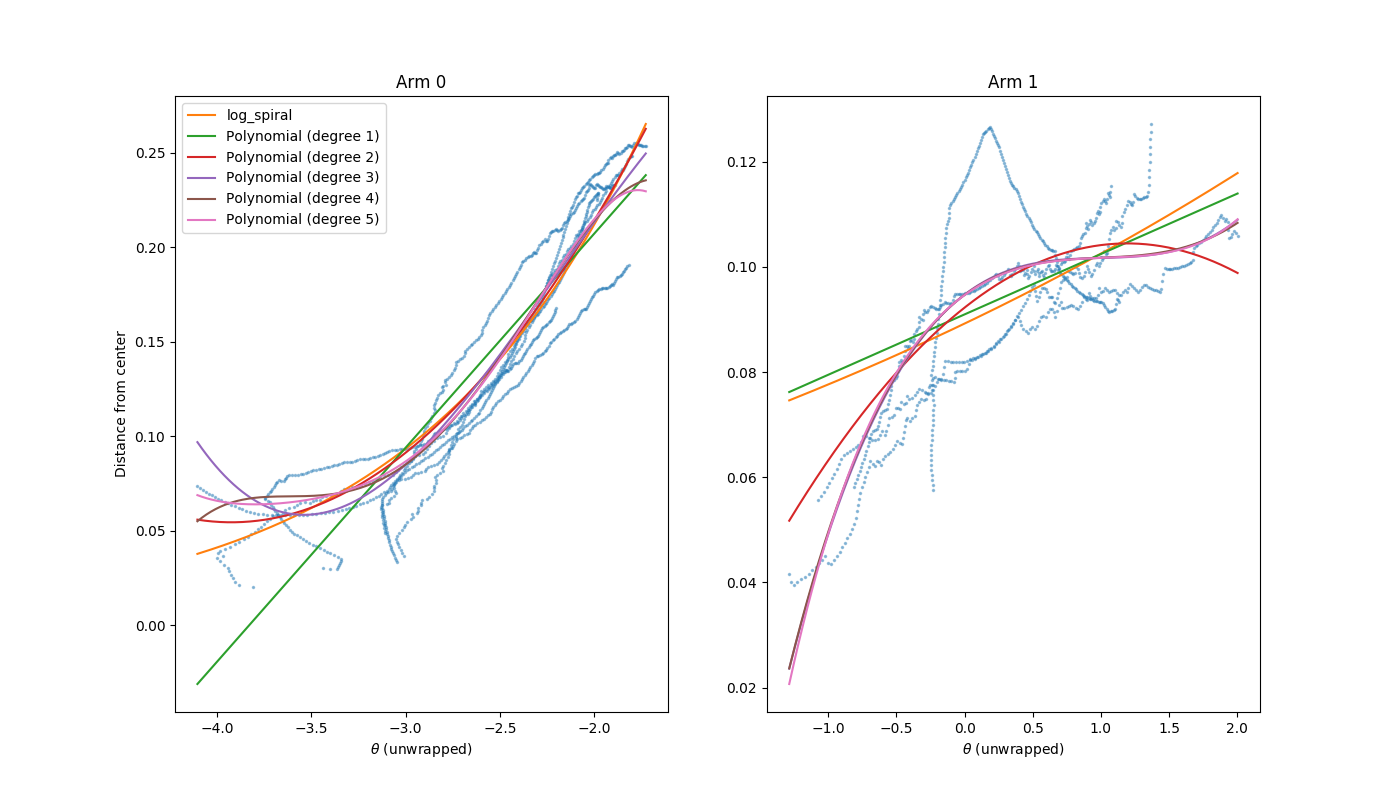 Arm 0
log_spiral
Polynomial (degree 1)
Polynomial (degree 2)
Polynomial (degree 3)
Polynomial (degree 4)
Polynomial (degree 5)
Distance from center
0.25
0.20
0.15
0.10
0.05
0.00
−4.0 −3.5 −3.0 −2.5 −2.0
θ (unwrapped)
Arm 1
0.12
0.10
0.08
0.06
0.04
0.02
−1.0 −0.5 0.0 0.5 1.0 1.5 2.0
θ (unwrapped)